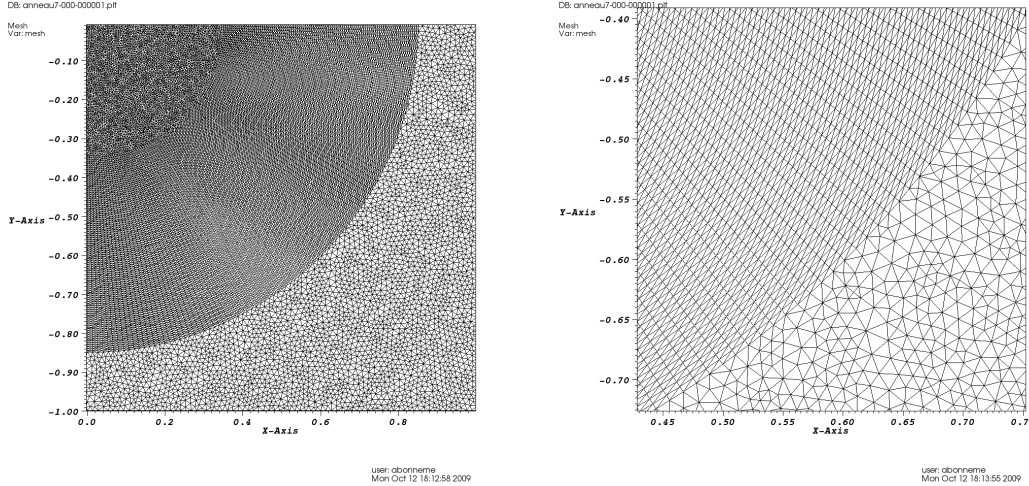 DB: anneau7-000-000001.plt
Mesh
Var: mesh
-0.10
-0.20
-0.30
-0.40
Y-Axis -0.50
-0.60
-0.70
-0.80
-0.90
-1.00
0.0 0.2 0.4 0.6 0.8
X-Axis
user: abonneme
Mon Oct 12 18:12:58 2009
DB: anneau7-000-000001.plt
-0.40
Mesh
Var: mesh
-0.45
-0.50
-0.55
Y-Axis
-0.60
-0.65
-0.70
0.45 0.50 0.55 0.60 0.65 0.70 0.7
X-Axis
user: abonneme
Mon Oct 12 18:13:55 2009